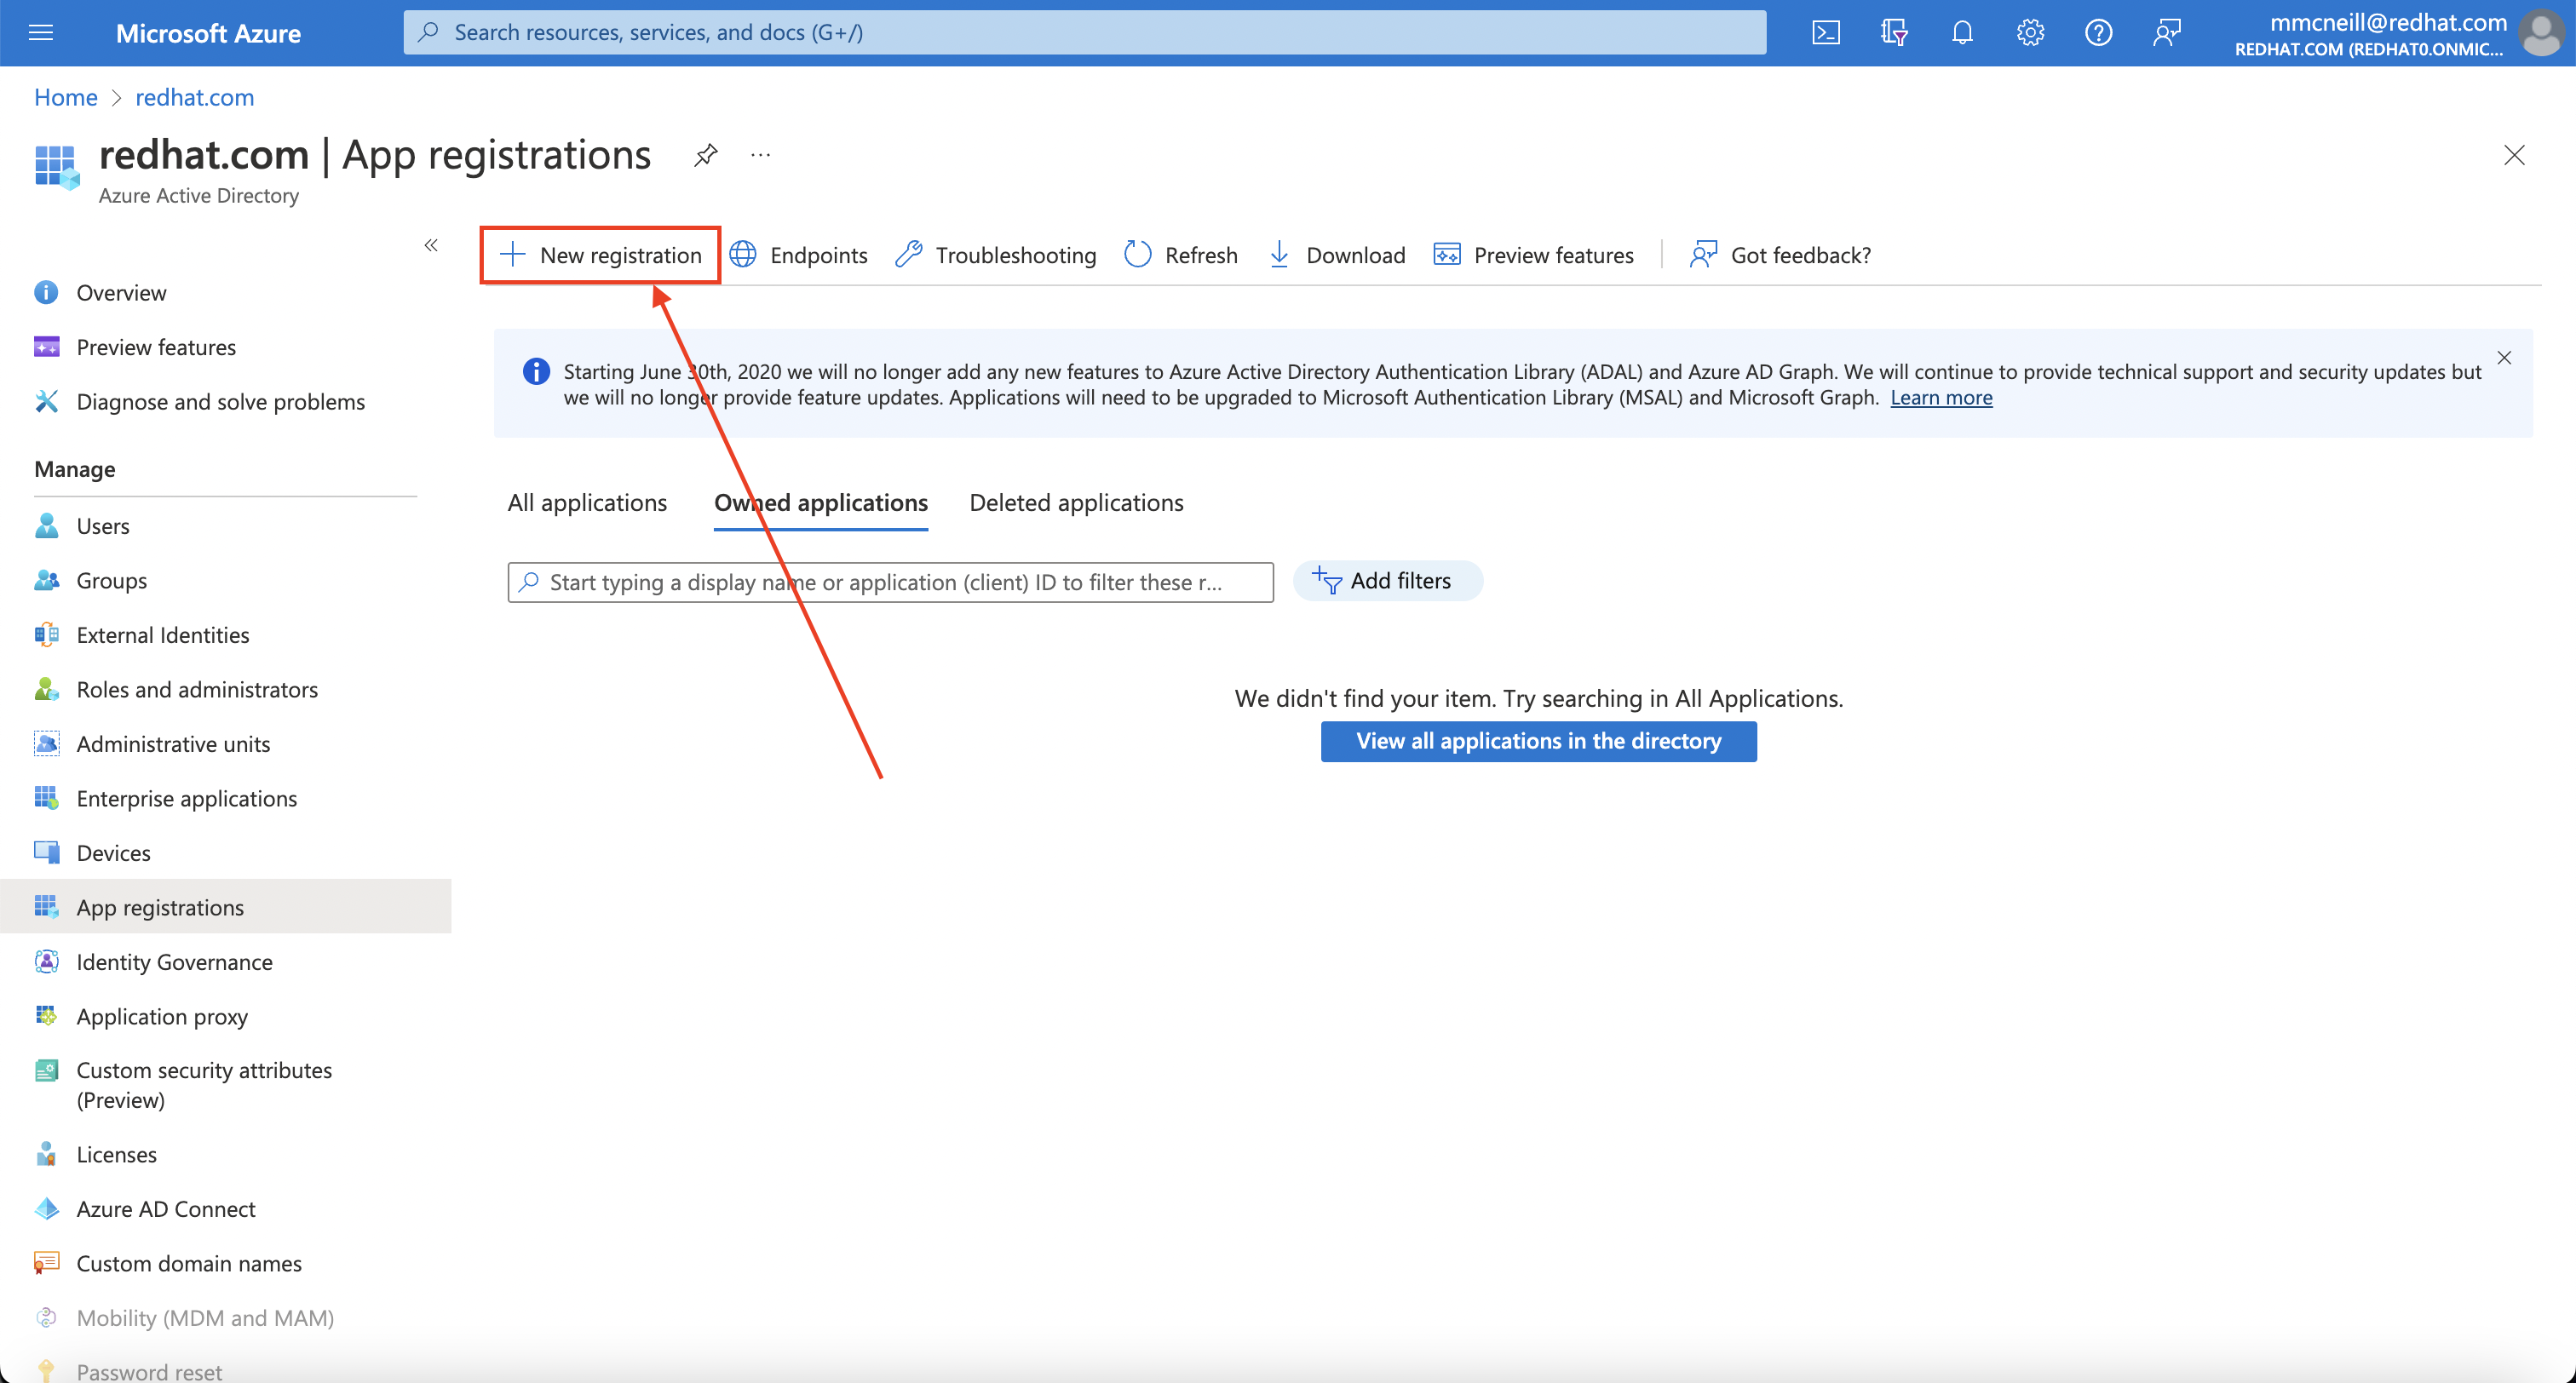 Microsoft Azure
Search resources, services, and docs (G+/)
mmcneill@redhat.com
REDHAT.COM (REDHAT0.ONMIC...
Home > redhat.com
redhat.com | App registrations
...
Azure Active Directory
New registration
Endpoints
Troubleshooting
Refresh
Download
Preview features
Got feedback?
Overview
Preview features
Diagnose and solve problems
Manage
Users
Groups
External Identities
Roles and administrators
Administrative units
Enterprise applications
Devices
App registrations
Identity Governance
Application proxy
Custom security attributes
(Preview)
Licenses
Azure AD Connect
Custom domain names
Mobility (MDM and MAM)
Password reset
Starting June 30th, 2020 we will no longer add any new features to Azure Active Directory Authentication Library (ADAL) and Azure AD Graph. We will continue to provide technical support and security updates but
we will no longer provide feature updates. Applications will need to be upgraded to Microsoft Authentication Library (MSAL) and Microsoft Graph. Learn more
All applications
Owned applications
Deleted applications
Start typing a display name or application (client) ID to filter these r...
Add filters
We didn't find your item. Try searching in All Applications.
View all applications in the directory